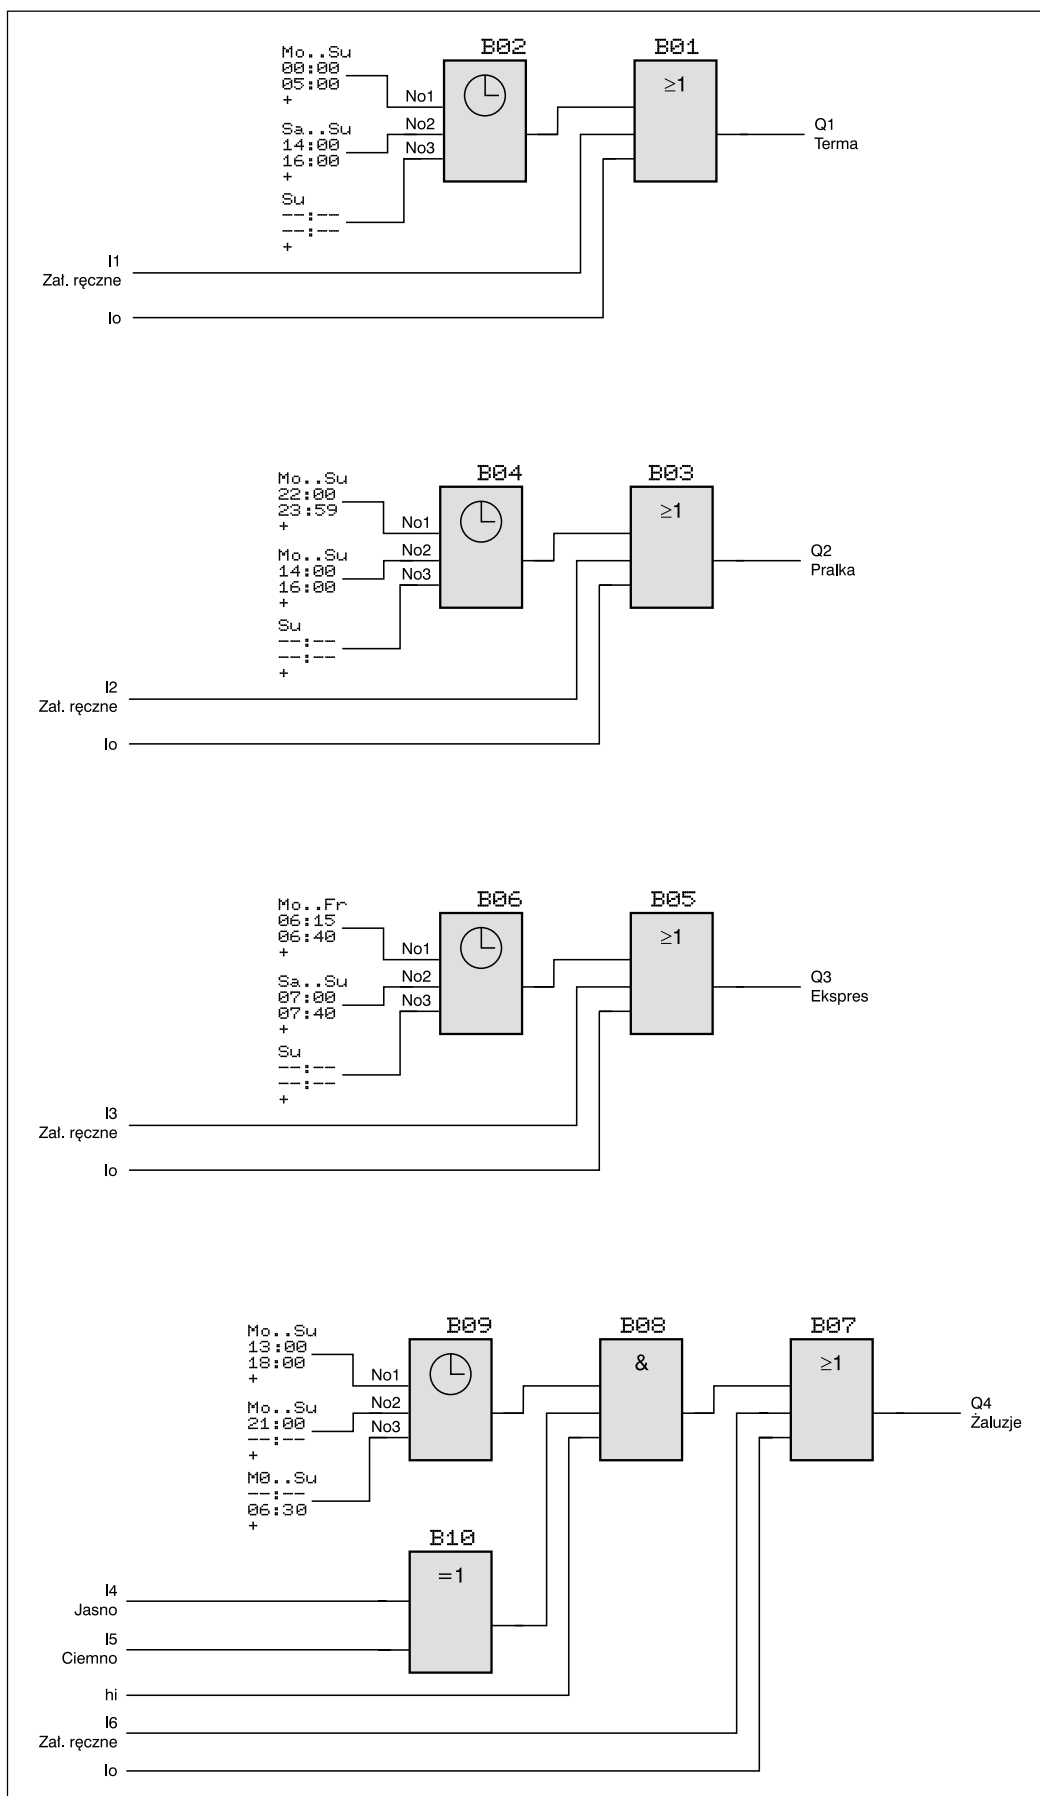 B02
B01
Mo..Su
00:00
05:00
+
No1
≥1
Sa..Su
14:00
16:00
+
No2
No3
Q1
Terma
Su
--:--
--:--
+
I1
Zał. ręczne
lo
B04
B03
Mo..Su
22:00
23:59
+
No1
≥1
Mo..Su
14:00
16:00
+
No2
No3
Q2
Pralka
Su
--:--
--:--
+
I2
Zał. ręczne
lo
B06
B05
Mo..Fr
06:15
06:40
+
No1
≥1
Sa..Su
07:00
07:40
+
No2
No3
Q3
Ekspres
Su
--:--
--:--
+
I3
Zał. ręczne
lo
B09
B08
B07
Mo..Su
13:00
18:00
+
No1
&
≥1
Mo..Su
21:00
--:--
+
No2
No3
Q4
Żaluzje
M0..Su
--:--
06:30
+
B10
=1
I4
Jasno
I5
Ciemno
hi
I6
Zał. ręczne
lo